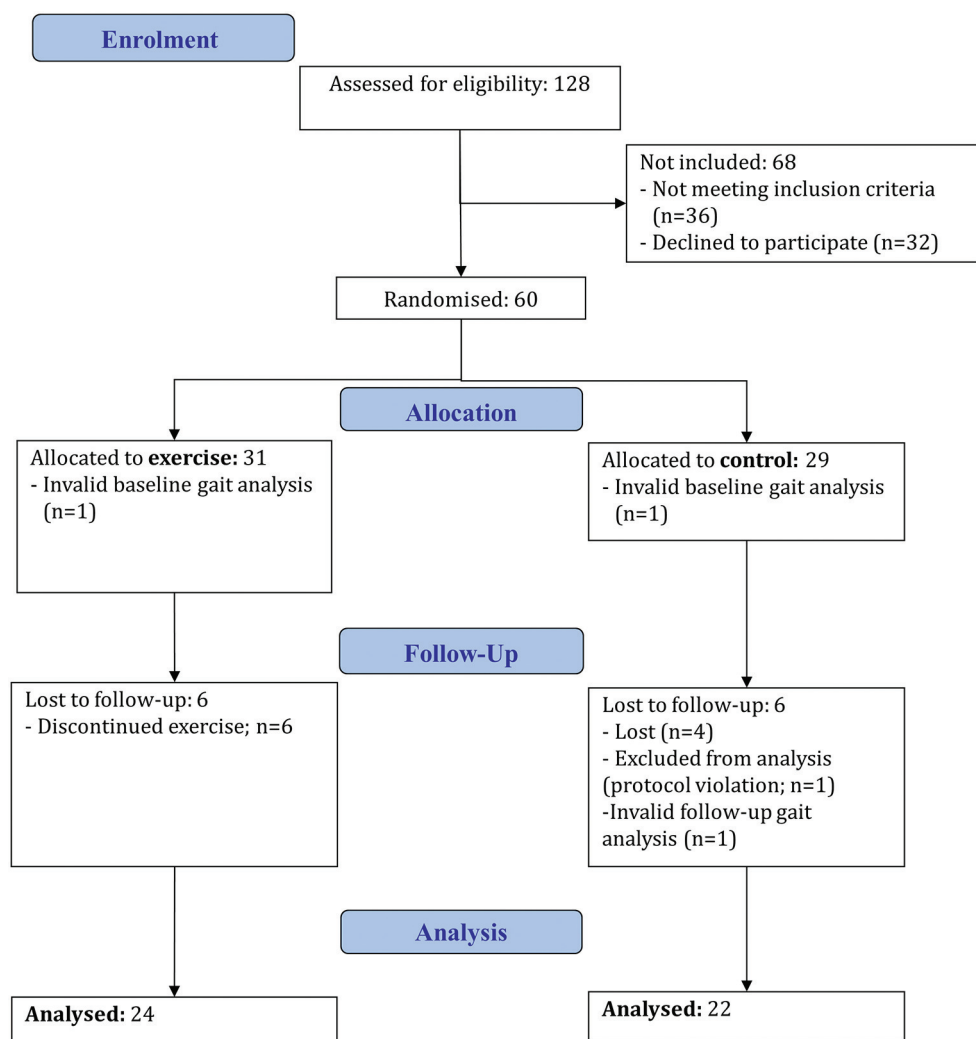 Enrolment
Assessed for eligibility: 128
Not included: 68
- Not meeting inclusion criteria
(n=36)
- Declined to participate (n=32)
Randomised: 60
Allocation
Allocated to exercise: 31
- Invalid baseline gait analysis
(n=1)
Allocated to control: 29
- Invalid baseline gait analysis
(n=1)
Follow-Up
Lost to follow-up: 6
- Discontinued exercise; n=6
Lost to follow-up: 6
- Lost (n=4)
- Excluded from analysis
(protocol violation; n=1)
-Invalid follow-up gait
analysis (n=1)
Analysis
Analysed: 24
Analysed: 22